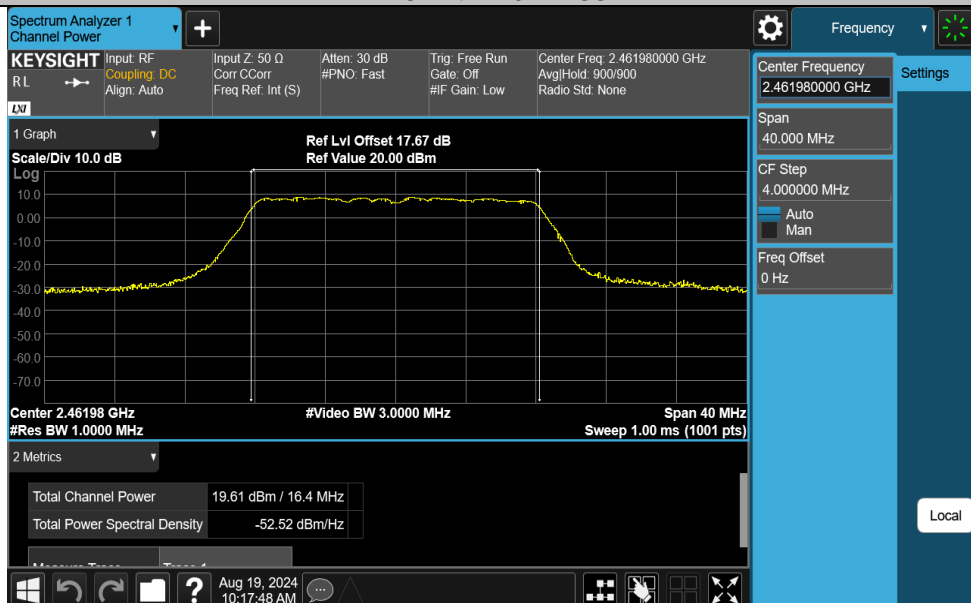 Spectrum Analyzer 1
Channel Power
Frequency
KEYSIGHT
R L
LXI
Input: RF
Coupling: DC
Align: Auto
Input Z: 50 Ω
Corr CCorr
Freq Ref: Int (S)
Atten: 30 dB
#PNO: Fast
Trig: Free Run
Gate: Off
#IF Gain: Low
Center Freq: 2.461980000 GHz
Avg|Hold: 900/900
Radio Std: None
Center Frequency
2.461980000 GHz
Settings
Span
40.000 MHz
CF Step
4.000000 MHz
Auto
Man
Freq Offset
0 Hz
1 Graph
Scale/Div 10.0 dB
Ref Lvl Offset 17.67 dB
Ref Value 20.00 dBm
Log
10.0
0.00
-10.0
-20.0
-30.0
-40.0
-50.0
-60.0
-70.0
Center 2.46198 GHz
#Video BW 3.0000 MHz
Span 40 MHz
#Res BW 1.0000 MHz
Sweep 1.00 ms (1001 pts)
2 Metrics
Total Channel Power 19.61 dBm / 16.4 MHz
Total Power Spectral Density -52.52 dBm/Hz
Local
Aug 19, 2024
10:17:48 AM